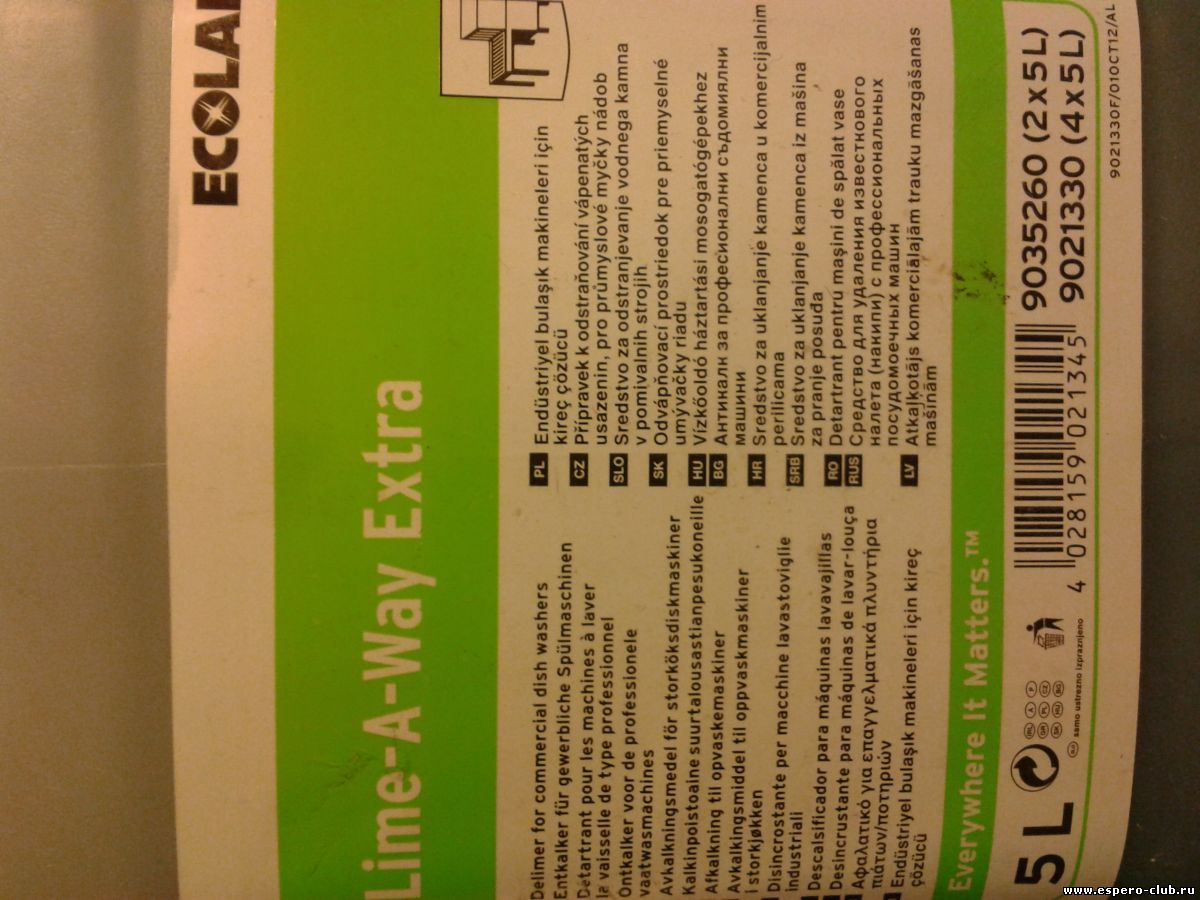 ECOLAB
Lime-A-Way Extra
Delimer for commercial dish washers
Entkalker für gewerbliche Spülmaschinen
Détartrant pour les machines à laver
la vaisselle de type professionnel
Ontkalker voor de professionele
vaatwasmachines
Avkalkningsmedel för storköksdiskmaskiner
Kalkinpoistoaine suurtalousastianpesukoneille
Afkalkning til opvaskemaskiner
Avkalkingsmiddel til oppvaskmaskiner
i storkjøkken
Disincrostante per macchine lavastoviglie
industriali
Descalsificador para máquinas lavavajillas
Desincrustante para máquinas de lavar-louça
Αφαλατικό για επαγγελματικά πλυντήρια
πιάτων/ποτηριών
Endüstriyel bulaşık makineleri için kireç
çözücü
PL Endüstriyel bulaşık makineleri için
kireç çözücü
CZ Přípravek k odstraňování vápenatých
usazenin, pro průmyslové myčky nádob
SLO Sredstvo za odstranjevanje vodnega kamna
v pomivalnih strojih
SK Odvápňovací prostriedok pre priemyselné
umývačky riadu
HU Vízkőoldó háztartási mosogatógépekhez
BG Антикалк за професионални съдомиялни
машини
HR Sredstvo za uklanjanje kamenca u komercijalnim
perilicama
SRB Sredstvo za uklanjanje kamenca iz mašina
za pranje posuđa
RO Detartrant pentru maşini de spălat vase
RUS Средство для удаления известкового
налета (накипи) с профессиональных
посудомоечных машин
LV Atkaļķotājs komerciālajām trauku mazgāšanas
mašīnām
Everywhere It Matters.™
5 L
samo ustrezno izpraznjeno
4 028159 021345
9035260 (2x5L)
9021330 (4x5L)
9021330F/01OCT12/AL
www.espero-club.ru